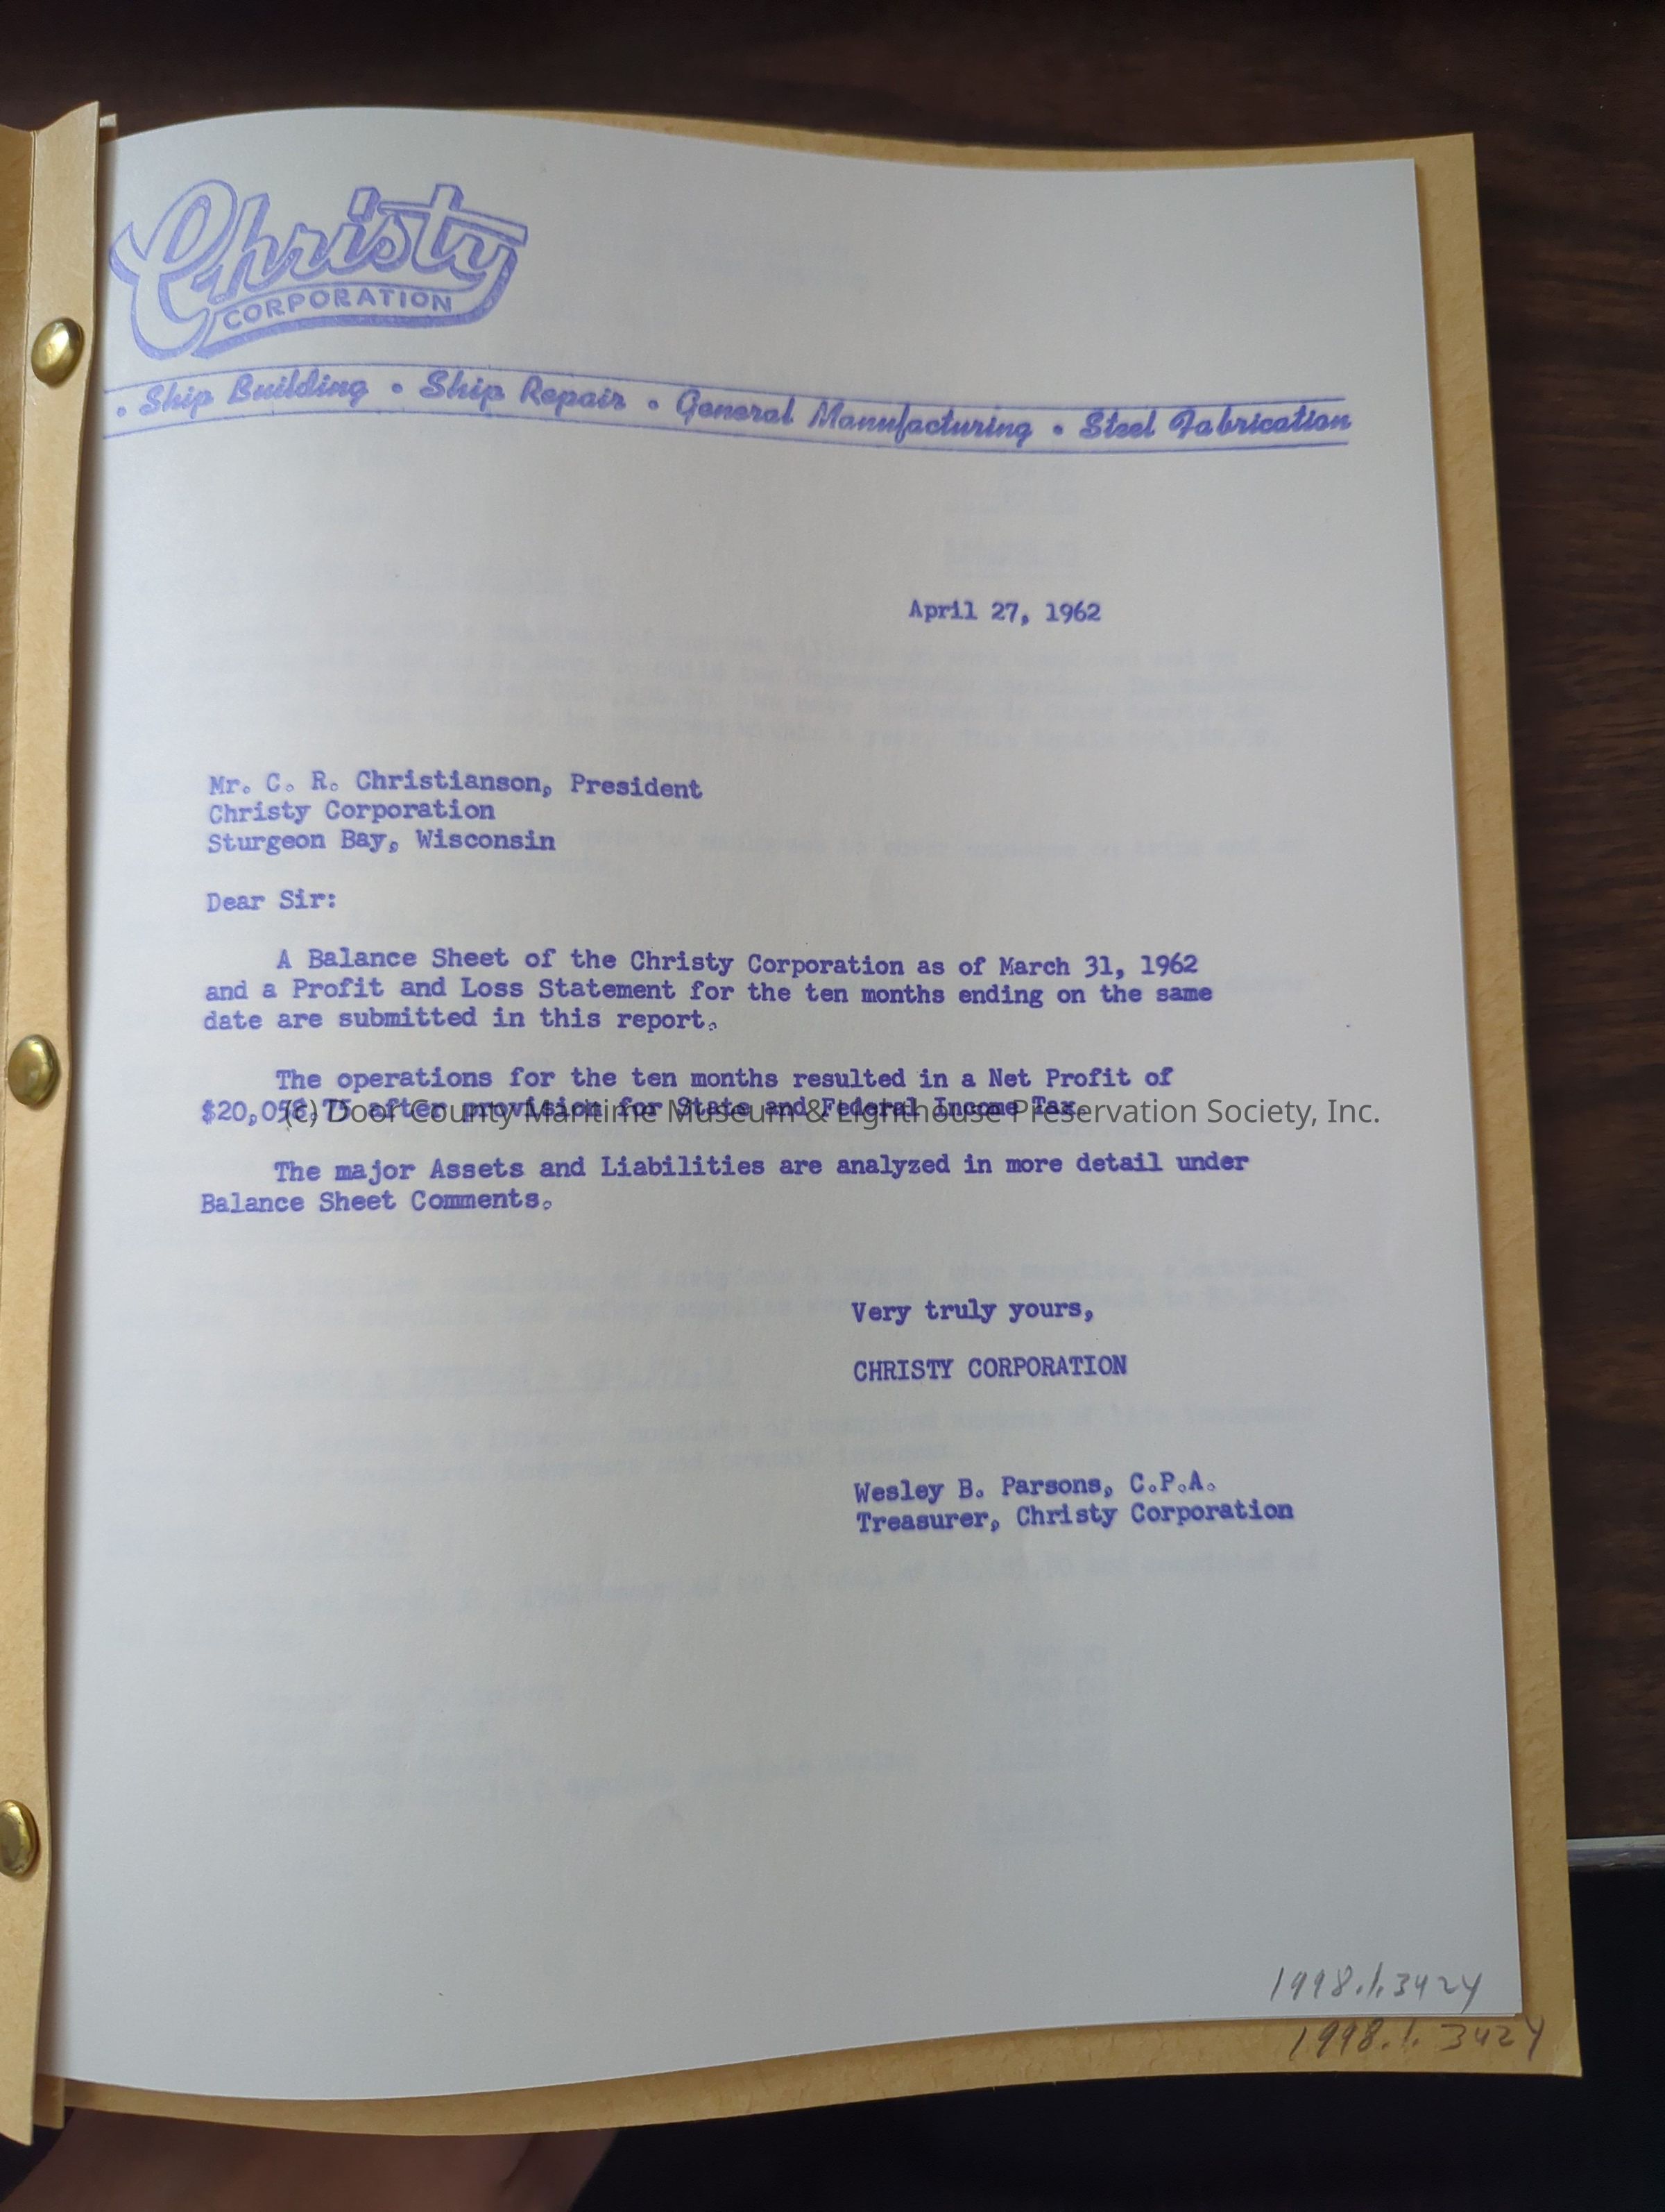 Christy
CORPORATION
• Ship Building • Ship Repair • General Manufacturing • Steel Fabrication
April 27, 1962
Mr. C. R. Christianson, President
Christy Corporation
Sturgeon Bay, Wisconsin
Dear Sir:
A Balance Sheet of the Christy Corporation as of March 31, 1962
and a Profit and Loss Statement for the ten months ending on the same
date are submitted in this report.
The operations for the ten months resulted in a Net Profit of
after provision for State and Federal Income Tax.
(C) Door County Maritime Museum & Lighthouse Preservation Society, Inc.
The major Assets and Liabilities are analyzed in more detail under
Balance Sheet Comments.
Very truly yours,
CHRISTY CORPORATION
Wesley B. Parsons, C.P.A.
Treasurer, Christy Corporation
1998.1.342Y
1998.1.342Y